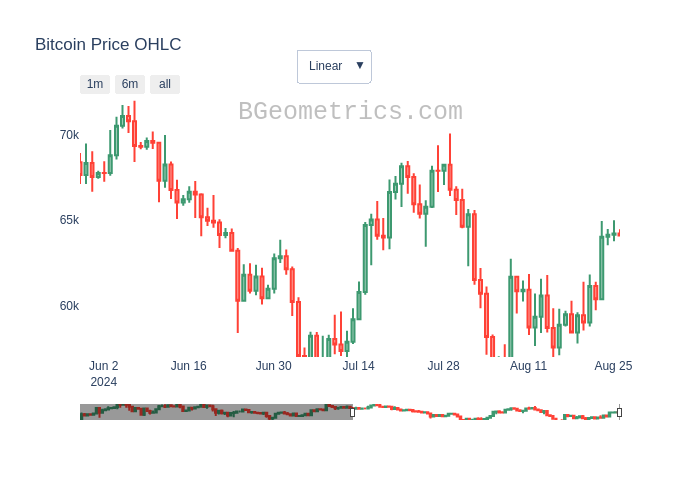 Bitcoin Price OHLC
Linear ▼
1m 6m all
BGeometrics.com
70k
65k
60k
Jun 2 Jun 16 Jun 30 Jul 14 Jul 28 Aug 11 Aug 25
2024